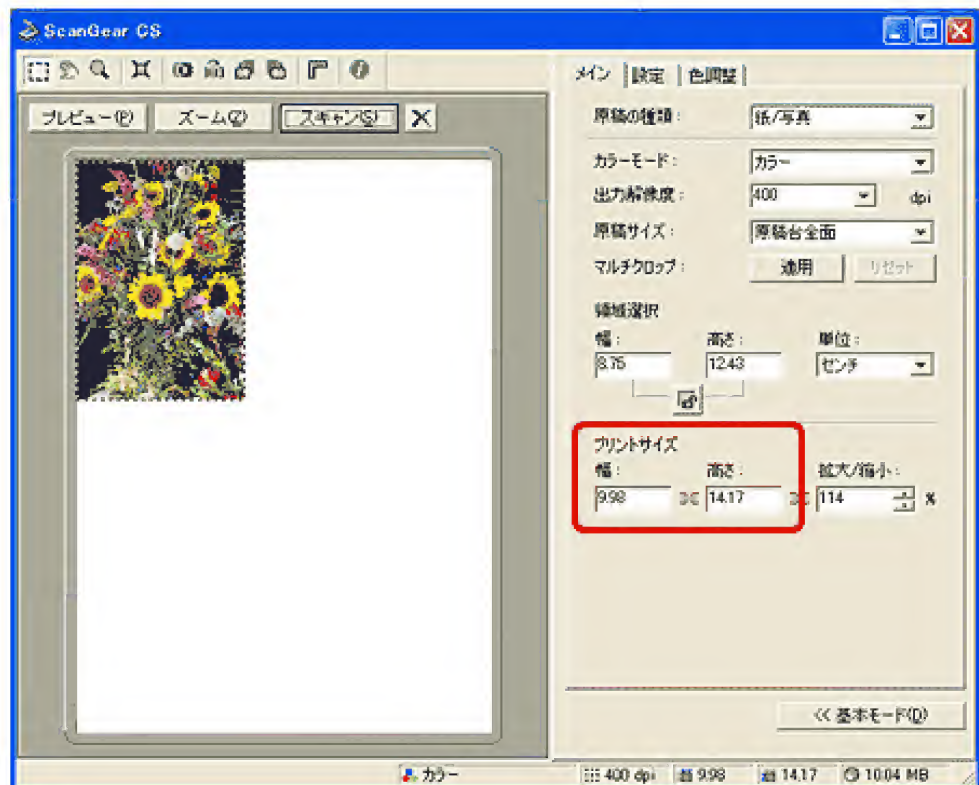 ScanGear CS
メイン 設定 色調整
プレビュー(P) ズーム(Z) スキャン(S)
原稿の種類： 紙/写真
カラーモード： カラー
出力解像度： 400 dpi
原稿サイズ： 原稿台全面
マルチクロップ： 適用 リセット
領域選択
幅： 高さ： 単位：
8.75 12.43 センチ
プリントサイズ
幅： 高さ： 拡大/縮小：
9.98 14.17 114 %
<< 基本モード(D)
カラー 400 dpi 9.98 14.17 10.04 MB